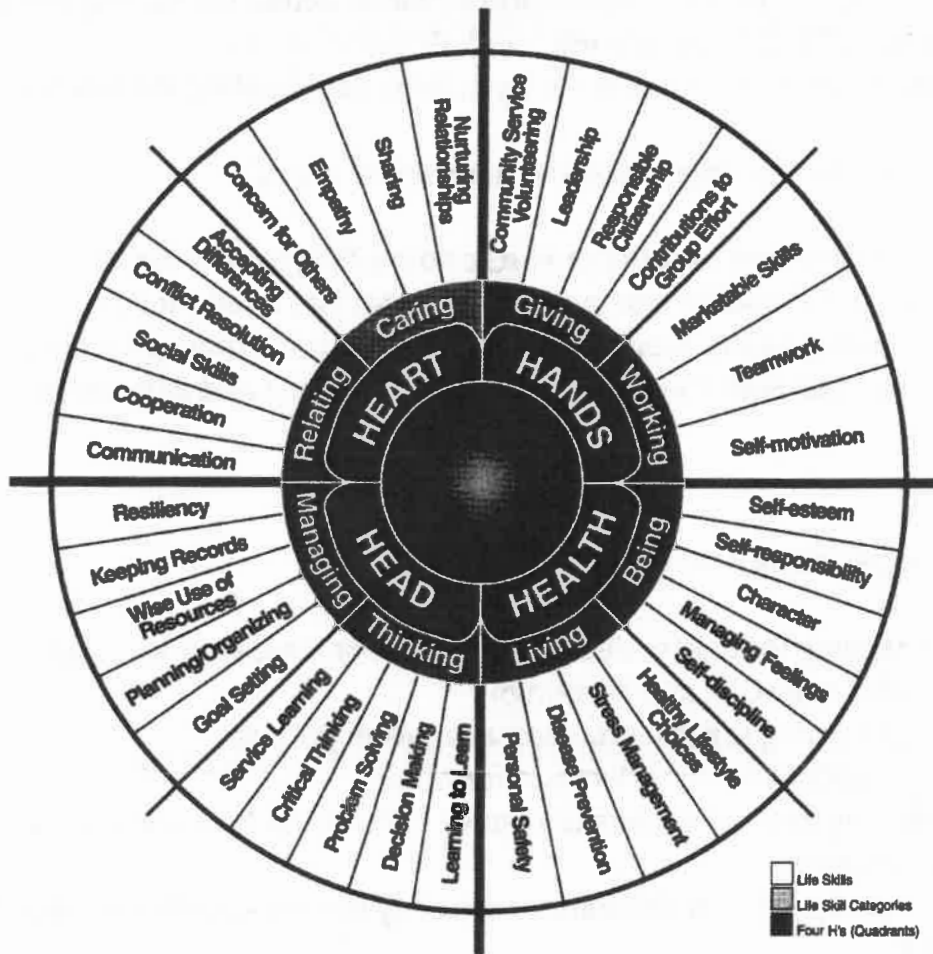 Nurturing
Relationships
Sharing
Empathy
Concern for Others
Accepting
Differences
Conflict Resolution
Social Skills
Cooperation
Communication
Community Service
Volunteering
Leadership
Responsible
Citizenship
Contributions to
Group Effort
Marketable Skills
Teamwork
Self-motivation
Caring
Giving
Relating
Working
HEART
HANDS
HEAD
HEALTH
Managing
Thinking
Living
Being
Resiliency
Keeping Records
Wise Use of
Resources
Planning/Organizing
Goal Setting
Service Learning
Critical Thinking
Problem Solving
Decision Making
Learning to Learn
Self-esteem
Self-responsibility
Character
Managing Feelings
Self-discipline
Healthy Lifestyle
Choices
Stress Management
Disease Prevention
Personal Safety
Life Skills
Life Skill Categories
Four H's (Quadrants)